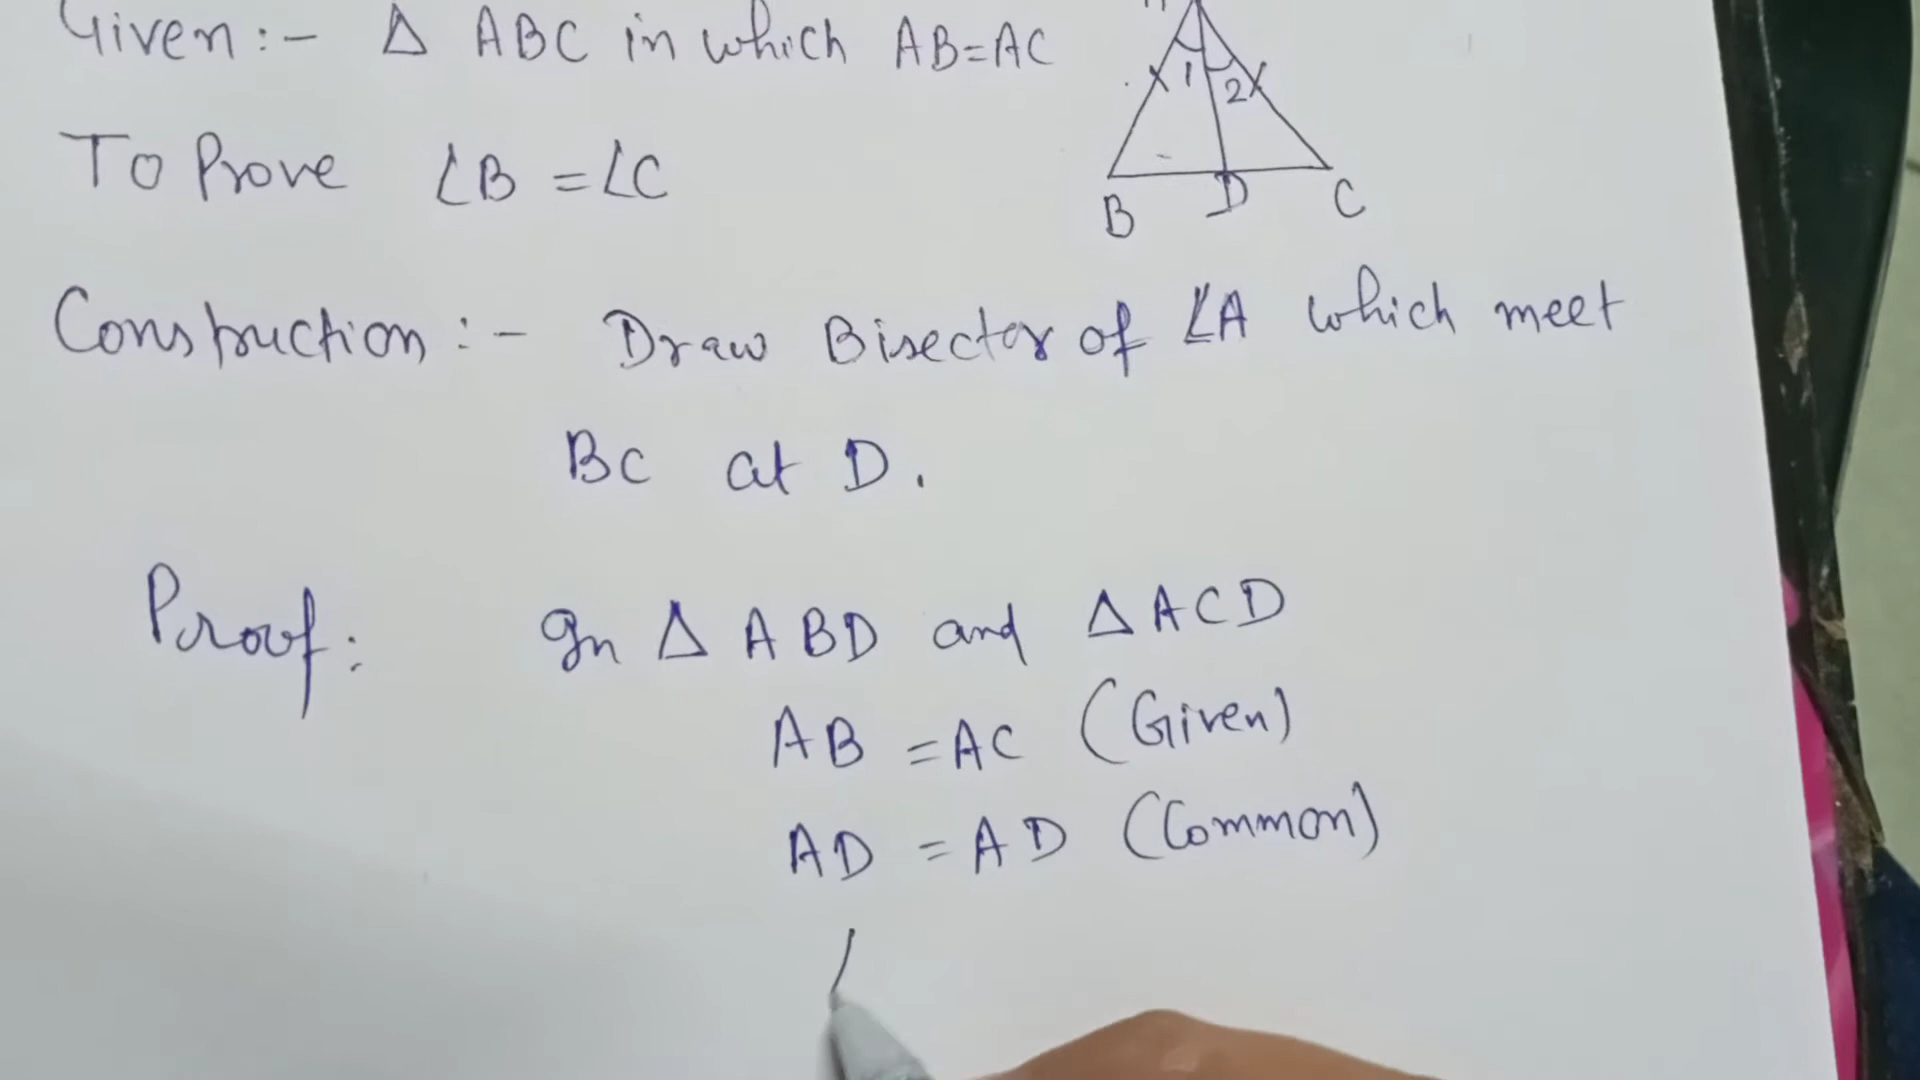 Given :- Δ ABC in which AB=AC
1
2
To Prove ∠B = ∠C
B D C
Construction :- Draw Bisector of ∠A which meet
BC at D.
Proof: In Δ ABD and ΔACD
AB = AC (Given)
AD = AD (Common)